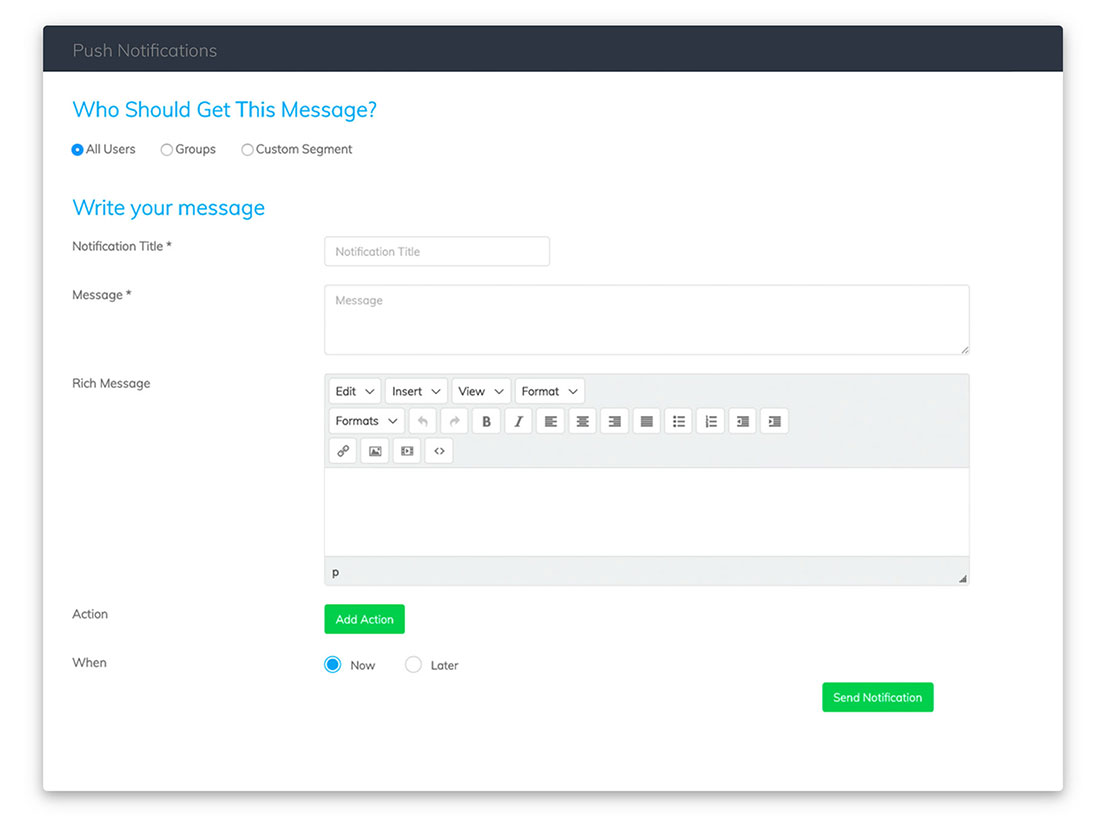 Push Notifications
Who Should Get This Message?
All Users Groups Custom Segment
Write your message
Notification Title * Notification Title
Message * Message
Rich Message
Edit Insert View Format
Formats B I
<>
p
Action Add Action
When Now Later
Send Notification